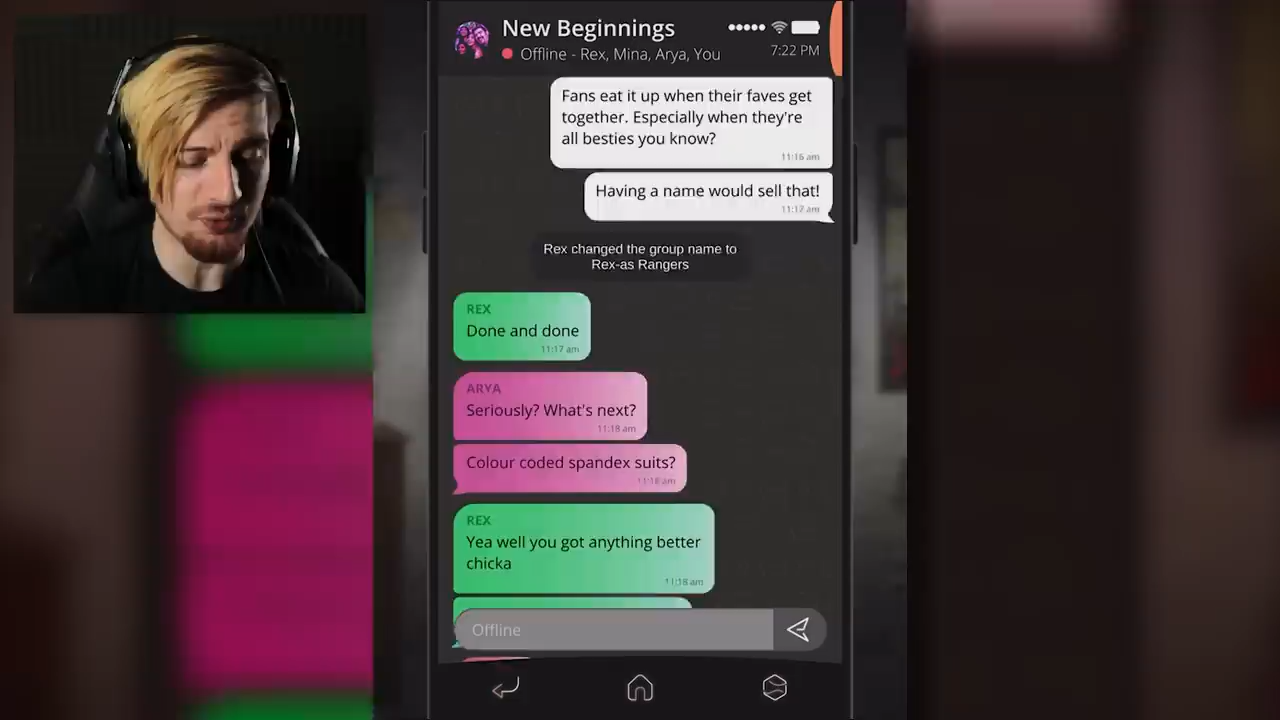 New Beginnings
Offline - Rex, Mina, Arya, You
7:22 PM
Fans eat it up when their faves get
together. Especially when they're
all besties you know?
11:16 am
Having a name would sell that!
11:17 am
Rex changed the group name to
Rex-as Rangers
REX
Done and done
11:17 am
ARYA
Seriously? What's next?
11:18 am
Colour coded spandex suits?
11:18 am
REX
Yea well you got anything better
chicka
11:18 am
Offline